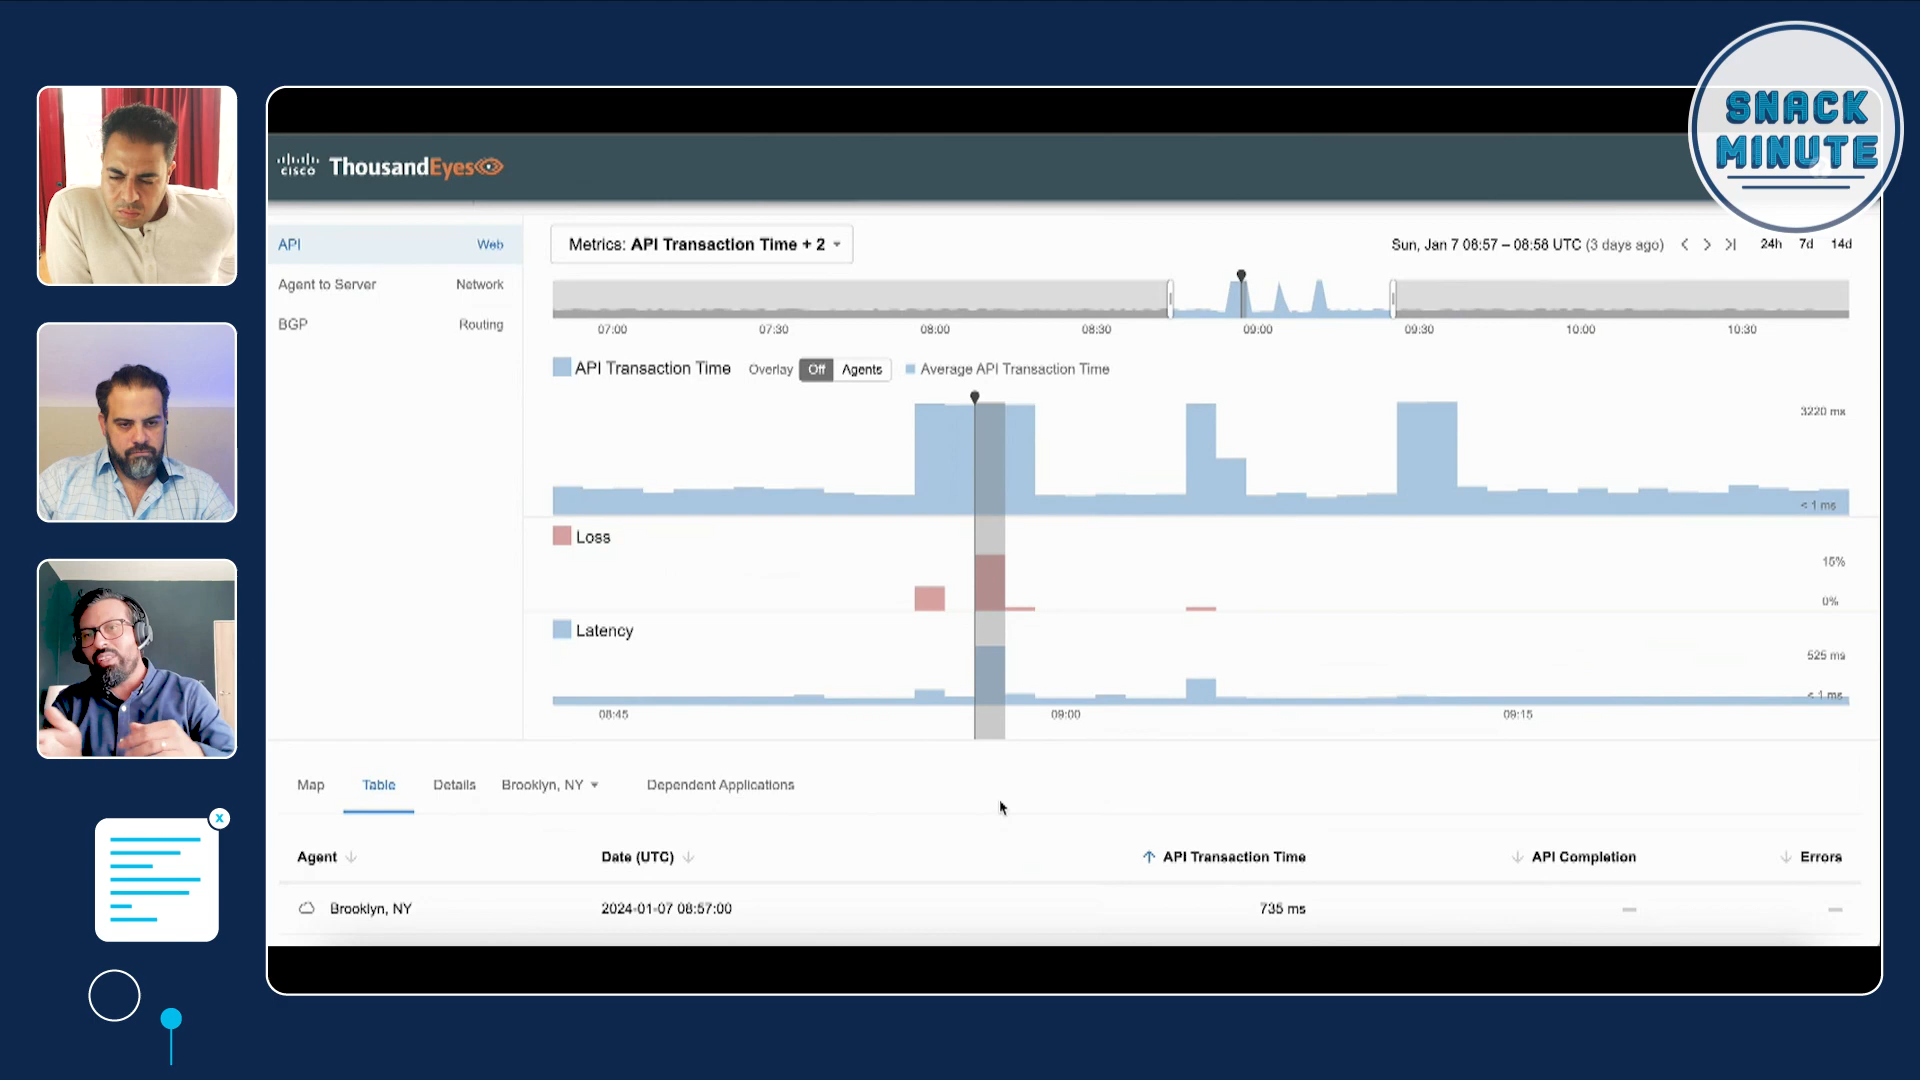 SNACK
MINUTE
cisco ThousandEyes
API Web
Agent to Server Network
BGP Routing
Metrics: API Transaction Time + 2
Sun, Jan 7 08:57 – 08:58 UTC (3 days ago) < > >| 24h 7d 14d
07:00 07:30 08:00 08:30 09:00 09:30 10:00 10:30
API Transaction Time Overlay Off Agents Average API Transaction Time
3220 ms
< 1 ms
Loss
15%
0%
Latency
525 ms
< 1 ms
08:45 09:00 09:15
Map Table Details Brooklyn, NY Dependent Applications
Agent Date (UTC) API Transaction Time API Completion Errors
Brooklyn, NY 2024-01-07 08:57:00 735 ms — —
x